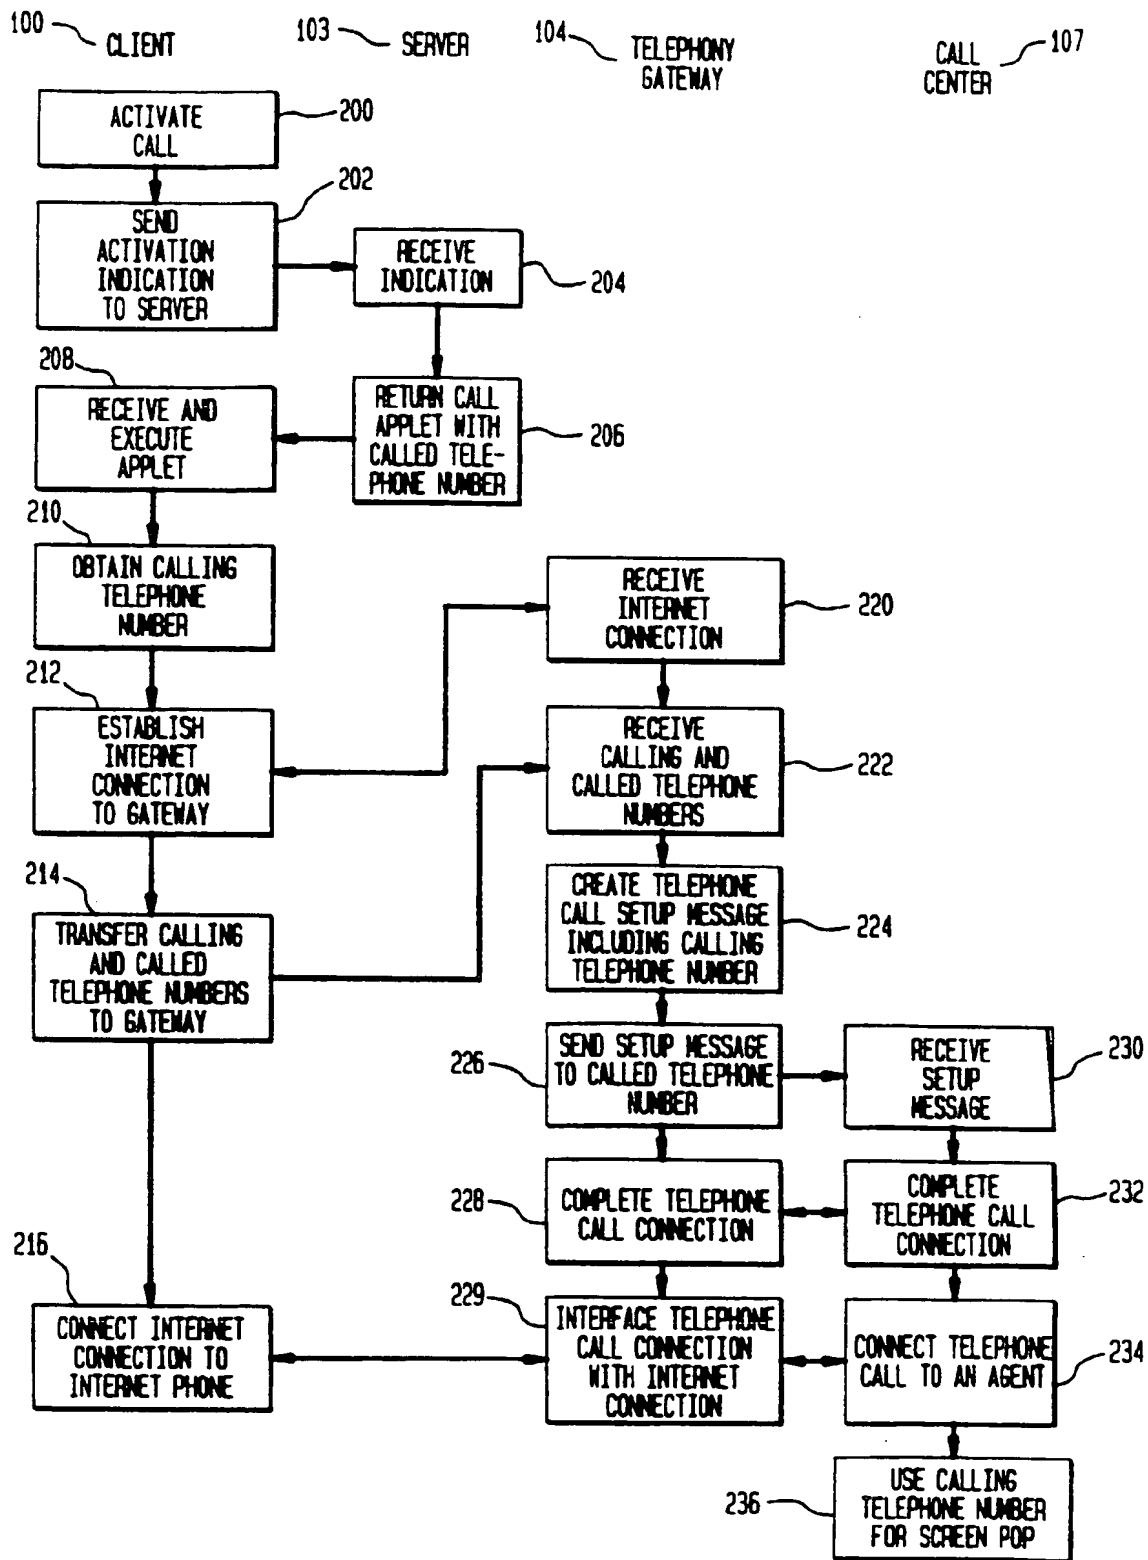 100
CLIENT
103
SERVER
104
TELEPHONY
GATEWAY
CALL
CENTER
107
ACTIVATE
CALL
200
SEND
ACTIVATION
INDICATION
TO SERVER
202
RECEIVE
INDICATION
204
RETURN CALL
APPLET WITH
CALLED TELE-
PHONE NUMBER
206
208
RECEIVE AND
EXECUTE
APPLET
210
OBTAIN CALLING
TELEPHONE
NUMBER
212
ESTABLISH
INTERNET
CONNECTION
TO GATEWAY
214
TRANSFER CALLING
AND CALLED
TELEPHONE NUMBERS
TO GATEWAY
216
CONNECT INTERNET
CONNECTION TO
INTERNET PHONE
RECEIVE
INTERNET
CONNECTION
220
RECEIVE
CALLING AND
CALLED TELEPHONE
NUMBERS
222
CREATE TELEPHONE
CALL SETUP MESSAGE
INCLUDING CALLING
TELEPHONE NUMBER
224
226
SEND SETUP MESSAGE
TO CALLED TELEPHONE
NUMBER
228
COMPLETE TELEPHONE
CALL CONNECTION
229
INTERFACE TELEPHONE
CALL CONNECTION
WITH INTERNET
CONNECTION
RECEIVE
SETUP
MESSAGE
230
COMPLETE
TELEPHONE CALL
CONNECTION
232
CONNECT TELEPHONE
CALL TO AN AGENT
234
236
USE CALLING
TELEPHONE NUMBER
FOR SCREEN POP